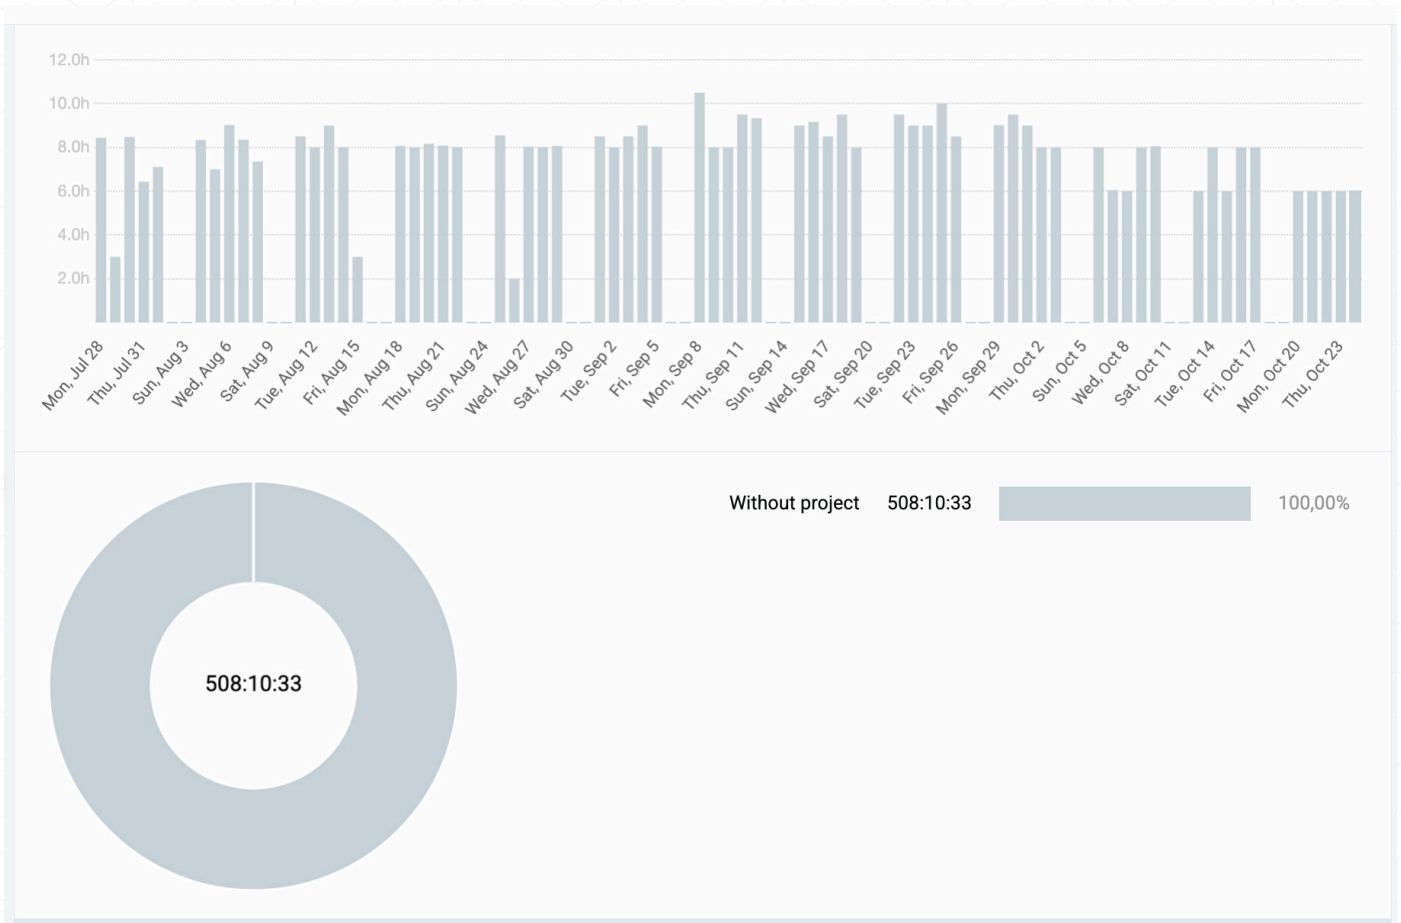 12.0h
10.0h
8.0h
6.0h
4.0h
2.0h
Mon, Jul 28
Thu, Jul 31
Sun, Aug 3
Wed, Aug 6
Sat, Aug 9
Tue, Aug 12
Fri, Aug 15
Mon, Aug 18
Thu, Aug 21
Sun, Aug 24
Wed, Aug 27
Sat, Aug 30
Tue, Sep 2
Fri, Sep 5
Mon, Sep 8
Thu, Sep 11
Sun, Sep 14
Wed, Sep 17
Sat, Sep 20
Tue, Sep 23
Fri, Sep 26
Mon, Sep 29
Thu, Oct 2
Sun, Oct 5
Wed, Oct 8
Sat, Oct 11
Tue, Oct 14
Fri, Oct 17
Mon, Oct 20
Thu, Oct 23
Without project 508:10:33 100,00%
508:10:33